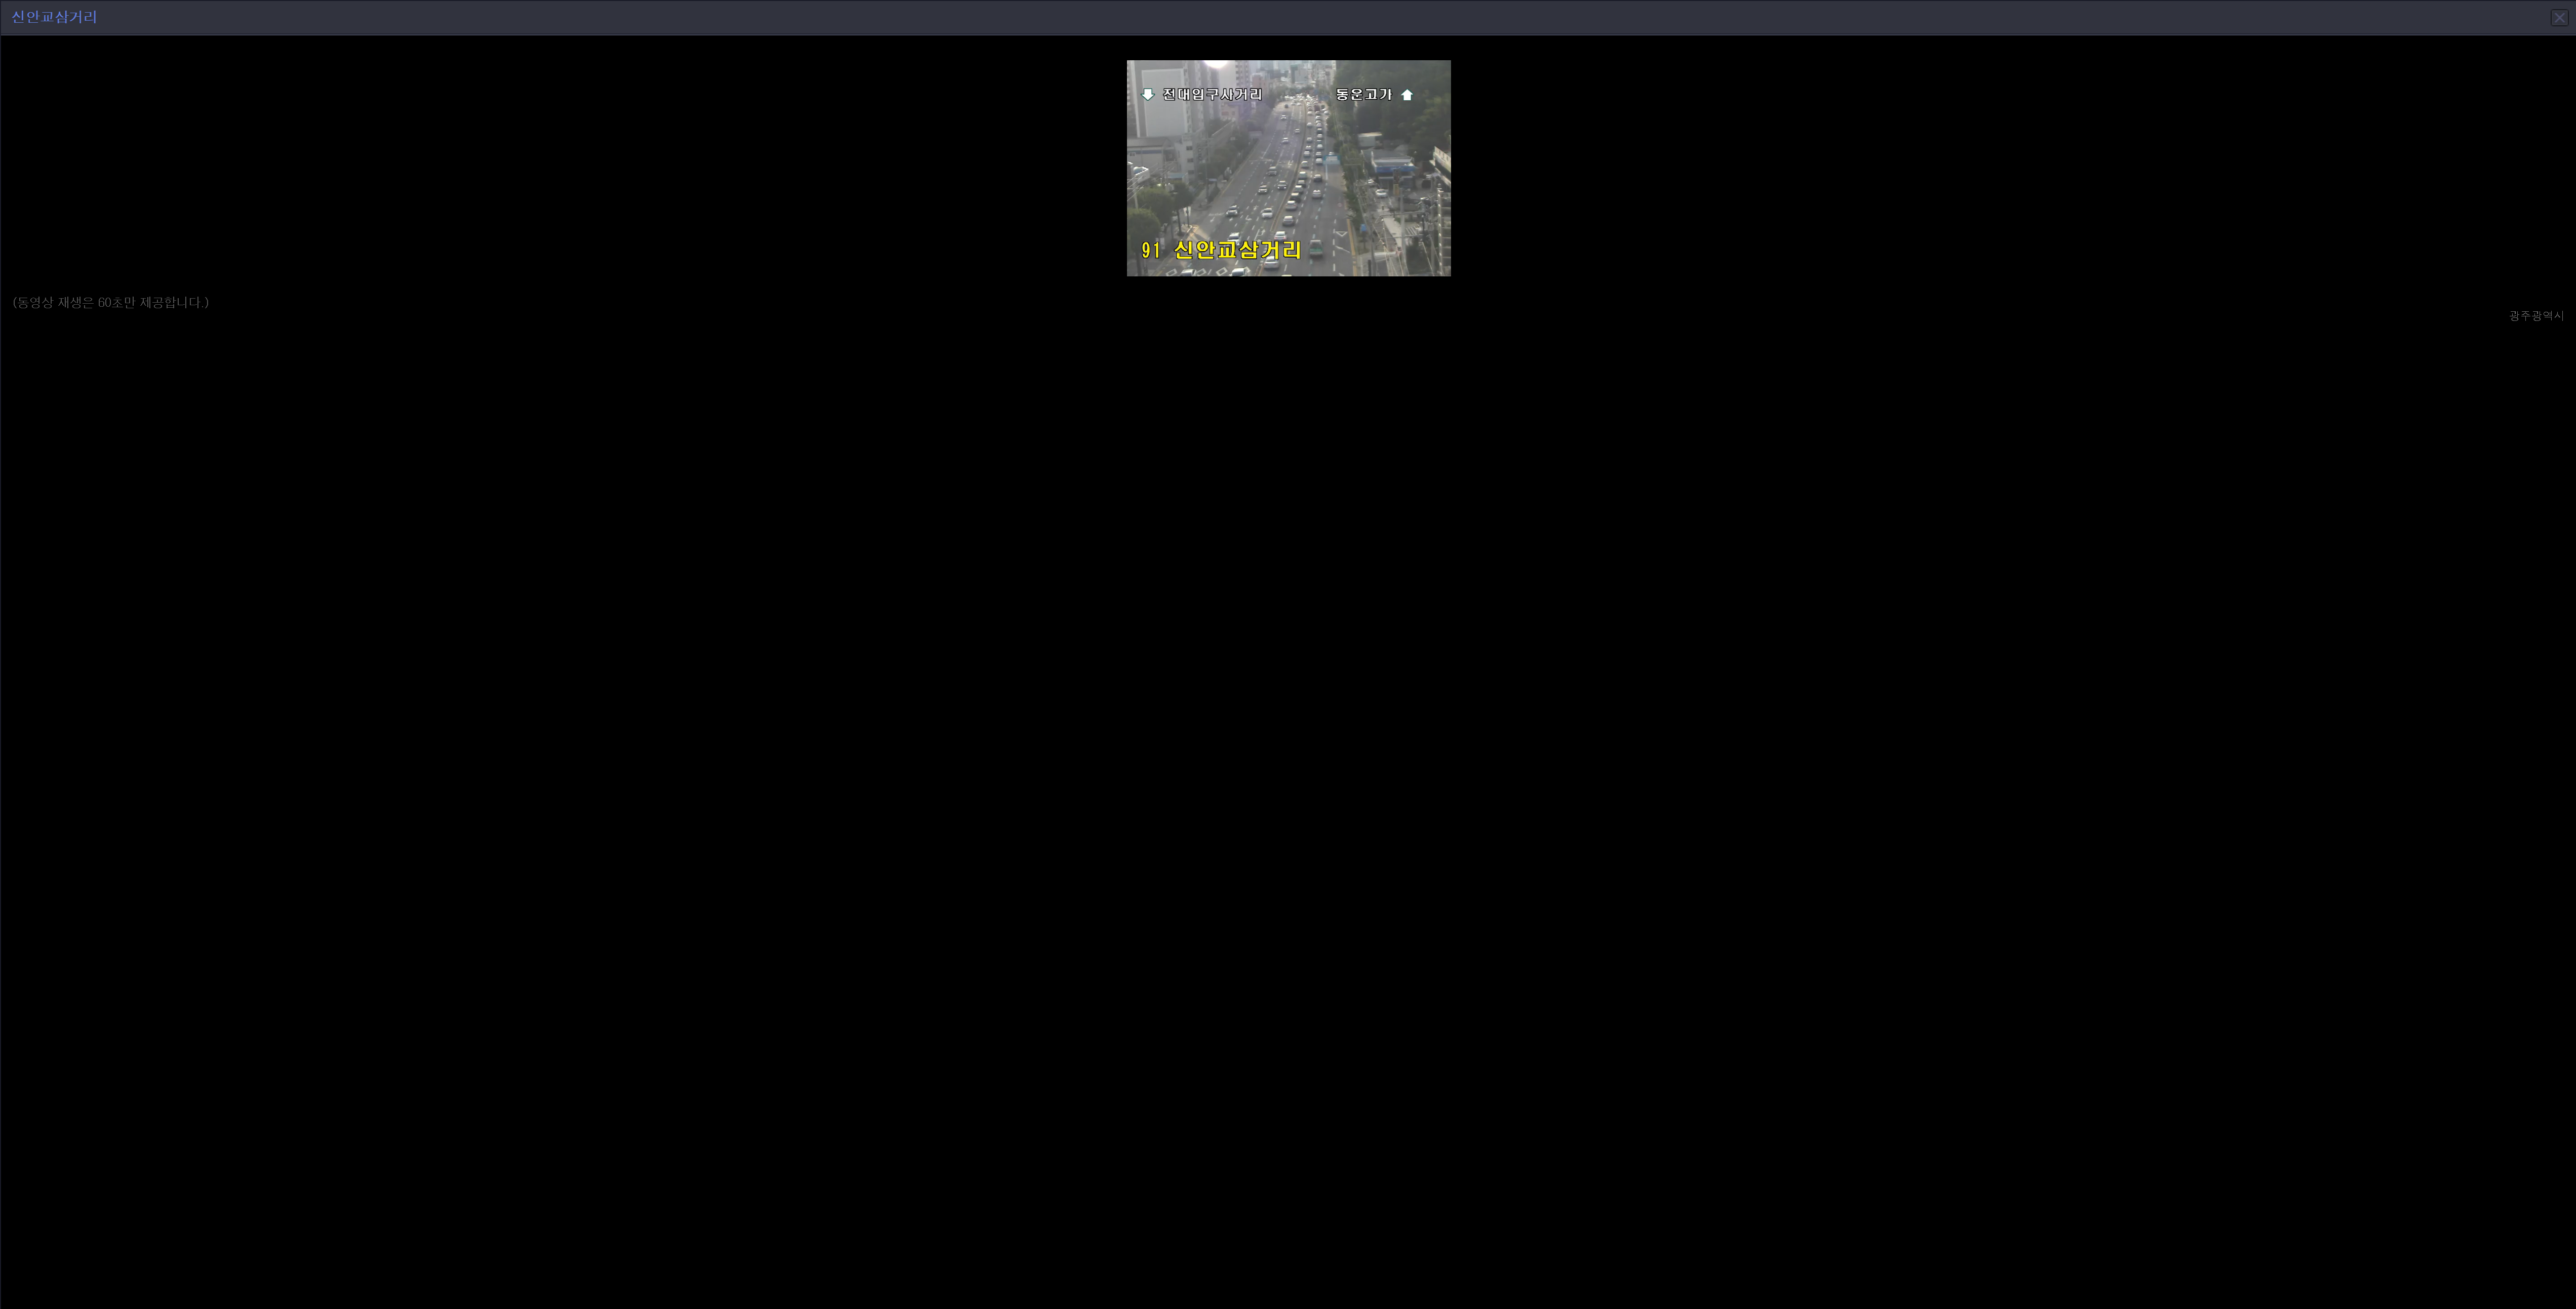 신안교삼거리
전대입구사거리 동운고가
91 신안교삼거리
(동영상 재생은 60초만 제공합니다.)
광주광역시